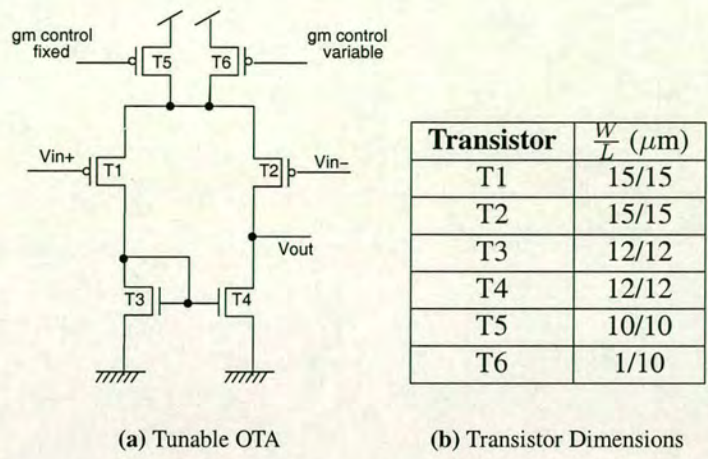 gm control
fixed
gm control
variable
T5
T6
Vin+
T1
T2
Vin−
Vout
T3
T4
(a) Tunable OTA
Transistor W/L (μm)
T1 15/15
T2 15/15
T3 12/12
T4 12/12
T5 10/10
T6 1/10
(b) Transistor Dimensions